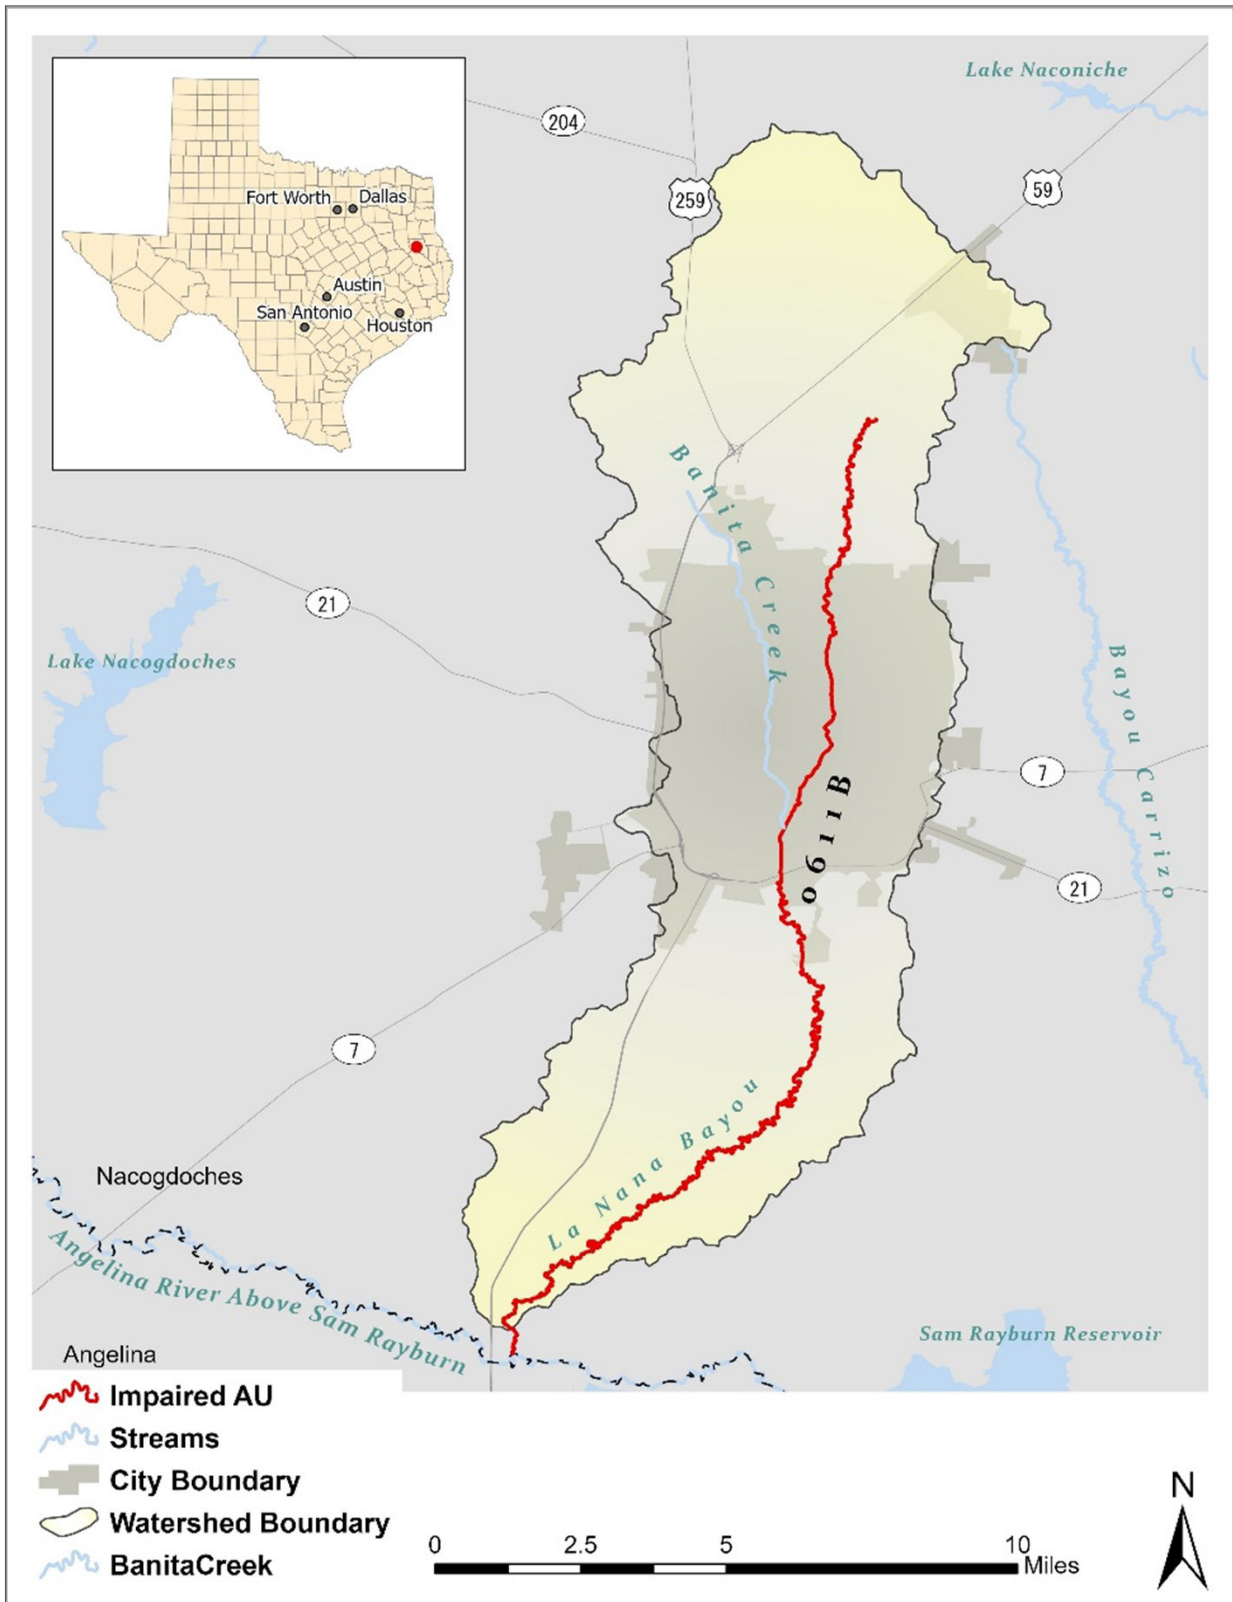 Lake Naconiche
204
259
59
Fort Worth
Dallas
Austin
San Antonio
Houston
Banita Creek
21
Lake Nacogdoches
Bayou Carrizo
7
0611B
21
7
La Nana Bayou
Nacogdoches
Angelina River Above Sam Rayburn
Sam Rayburn Reservoir
Angelina
Impaired AU
Streams
City Boundary
Watershed Boundary
BanitaCreek
0 2.5 5 10
Miles
N